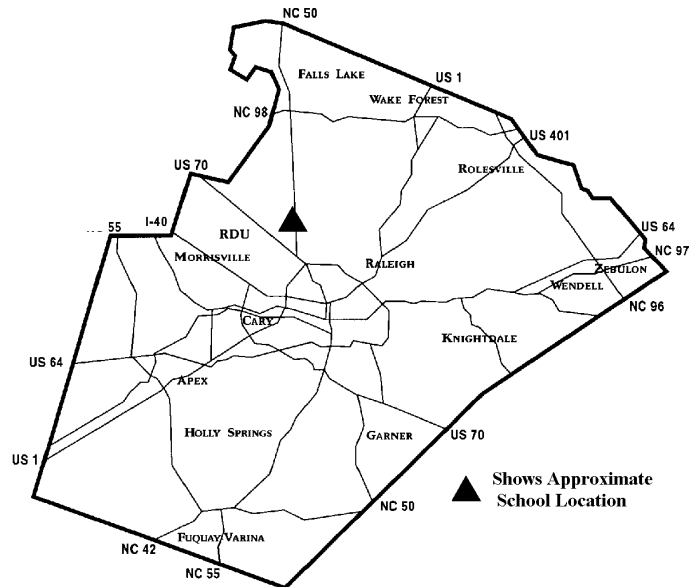 NC 50
FALLS LAKE
US 1
WAKE FOREST
NC 98
US 401
ROLESVILLE
US 70
I-40
55
RDU
MORRISVILLE
RALEIGH
US 64
NC 97
ZEBULON
WENDELL
NC 96
CARY
KNIGHTDALE
US 64
APEX
HOLLY SPRINGS
GARNER
US 70
US 1
Shows Approximate
School Location
NC 50
FUQUAY VARINA
NC 42
NC 55